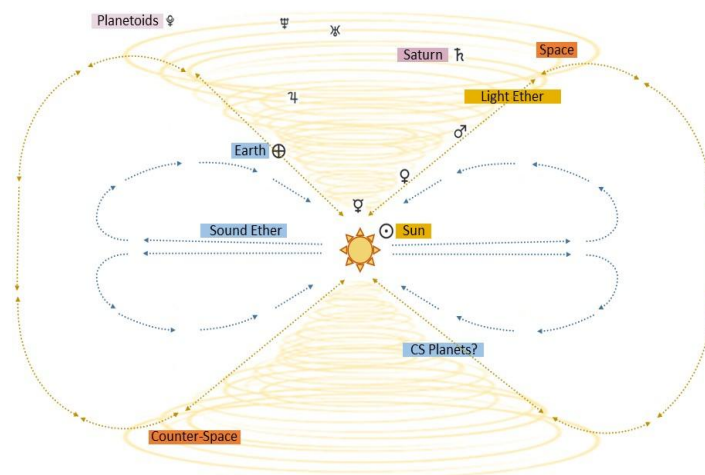 Planetoids ⯓
♆
♅
Saturn ♄
Space
Light Ether
♃
♂
Earth ⊕
♀
☿
Sound Ether
☉ Sun
CS Planets?
Counter-Space